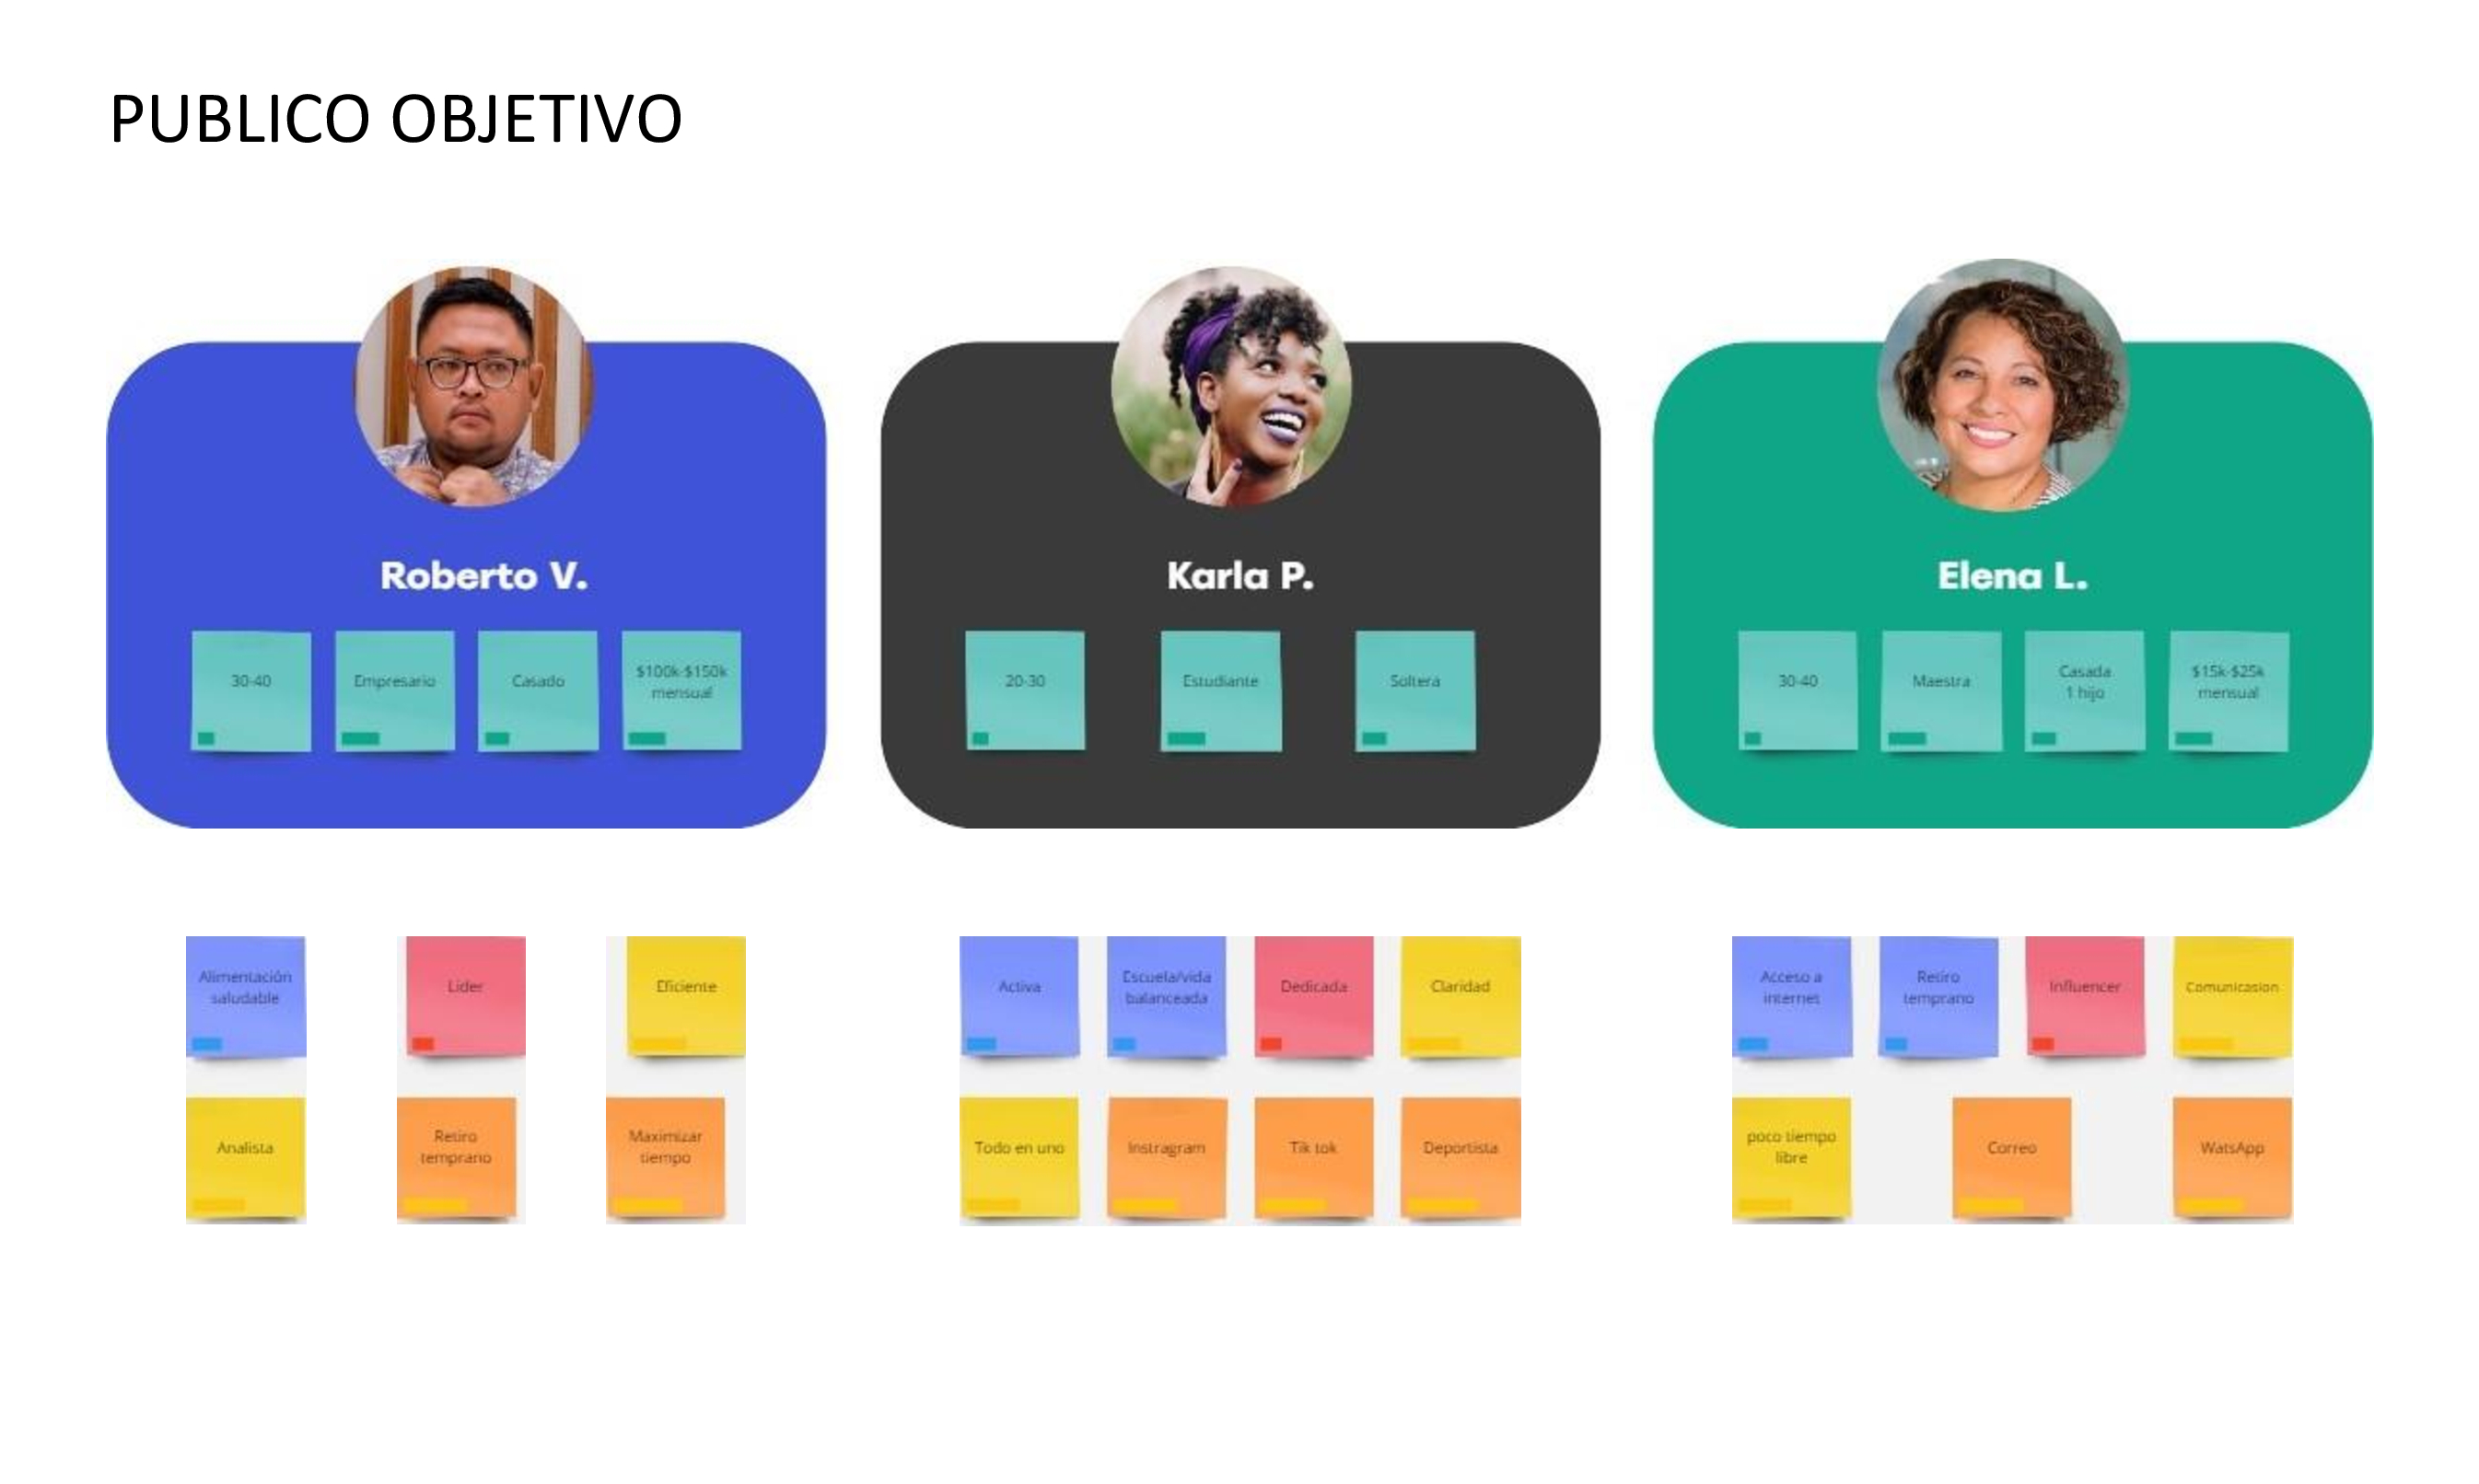 PUBLICO OBJETIVO
Roberto V.
30-40
Empresario
Casado
$100k-$150k
mensual
Karla P.
20-30
Estudiante
Soltera
Elena L.
30-40
Maestra
Casada
1 hijo
$15k-$25k
mensual
Alimentación
saludable
Lider
Eficiente
Analista
Retiro
temprano
Maximizar
tiempo
Activa
Escuela/vida
balanceada
Dedicada
Claridad
Todo en uno
Instragram
Tik tok
Deportista
Acceso a
internet
Retiro
temprano
Influencer
Comunicasion
poco tiempo
libre
Correo
WatsApp